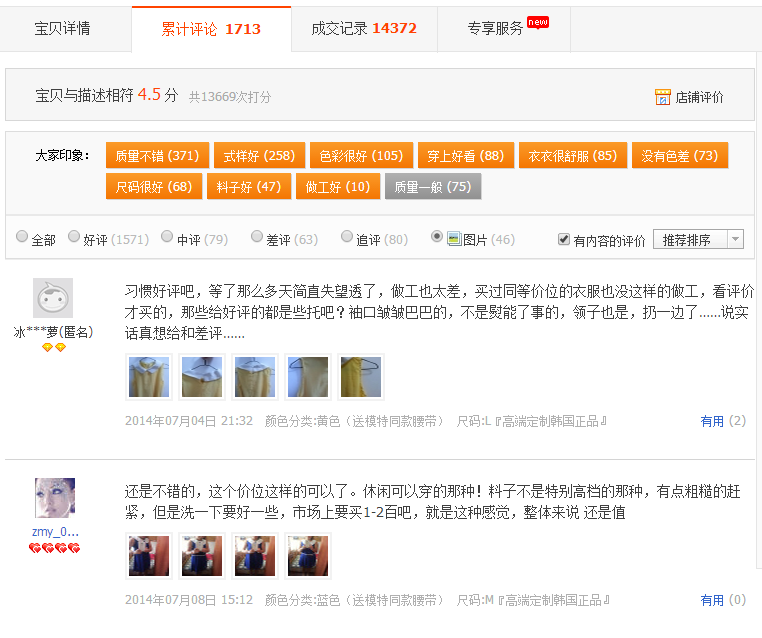 宝贝详情 累计评论 1713 成交记录 14372 专享服务 new
宝贝与描述相符 4.5 分 共13669次打分 店铺评价
大家印象： 质量不错 (371) 式样好 (258) 色彩很好 (105) 穿上好看 (88) 衣衣很舒服 (85) 没有色差 (73)
尺码很好 (68) 料子好 (47) 做工好 (10) 质量一般 (75)
全部 好评 (1571) 中评 (79) 差评 (63) 追评 (80) 图片 (46) 有内容的评价 推荐排序
习惯好评吧，等了那么多天简直失望透了，做工也太差，买过同等价位的衣服也没这样的做工，看评价
才买的，那些给好评的都是些托吧？袖口皱皱巴巴的，不是熨能了事的，领子也是，扔一边了……说实
话真想给和差评……
冰***萝(匿名)
2014年07月04日 21:32 颜色分类:黄色（送模特同款腰带） 尺码:L『高端定制韩国正品』 有用 (2)
还是不错的，这个价位这样的可以了。休闲可以穿的那种！料子不是特别高档的那种，有点粗糙的赶
紧，但是洗一下要好一些，市场上要买1-2百吧，就是这种感觉，整体来说 还是值
zmy_0...
2014年07月08日 15:12 颜色分类:蓝色（送模特同款腰带） 尺码:M『高端定制韩国正品』 有用 (0)